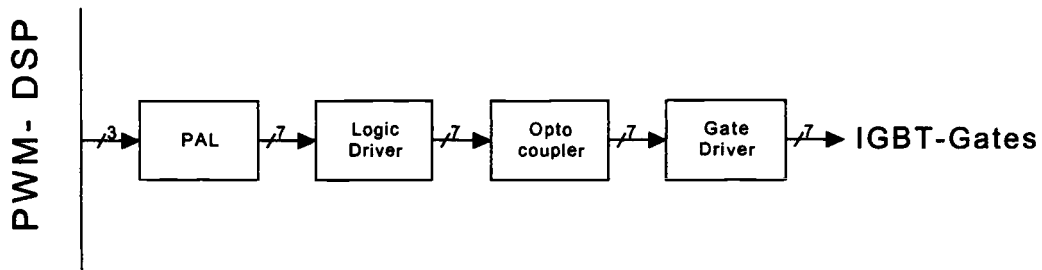 PWM- DSP
3
PAL
7
Logic
Driver
7
Opto
coupler
7
Gate
Driver
7
IGBT-Gates